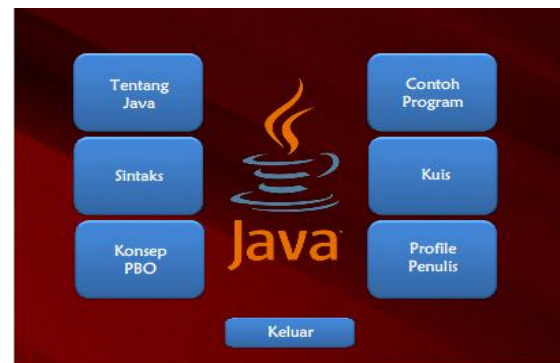 Tentang
Java
Sintaks
Konsep
PBO
Java
Contoh
Program
Kuis
Profile
Penulis
Keluar